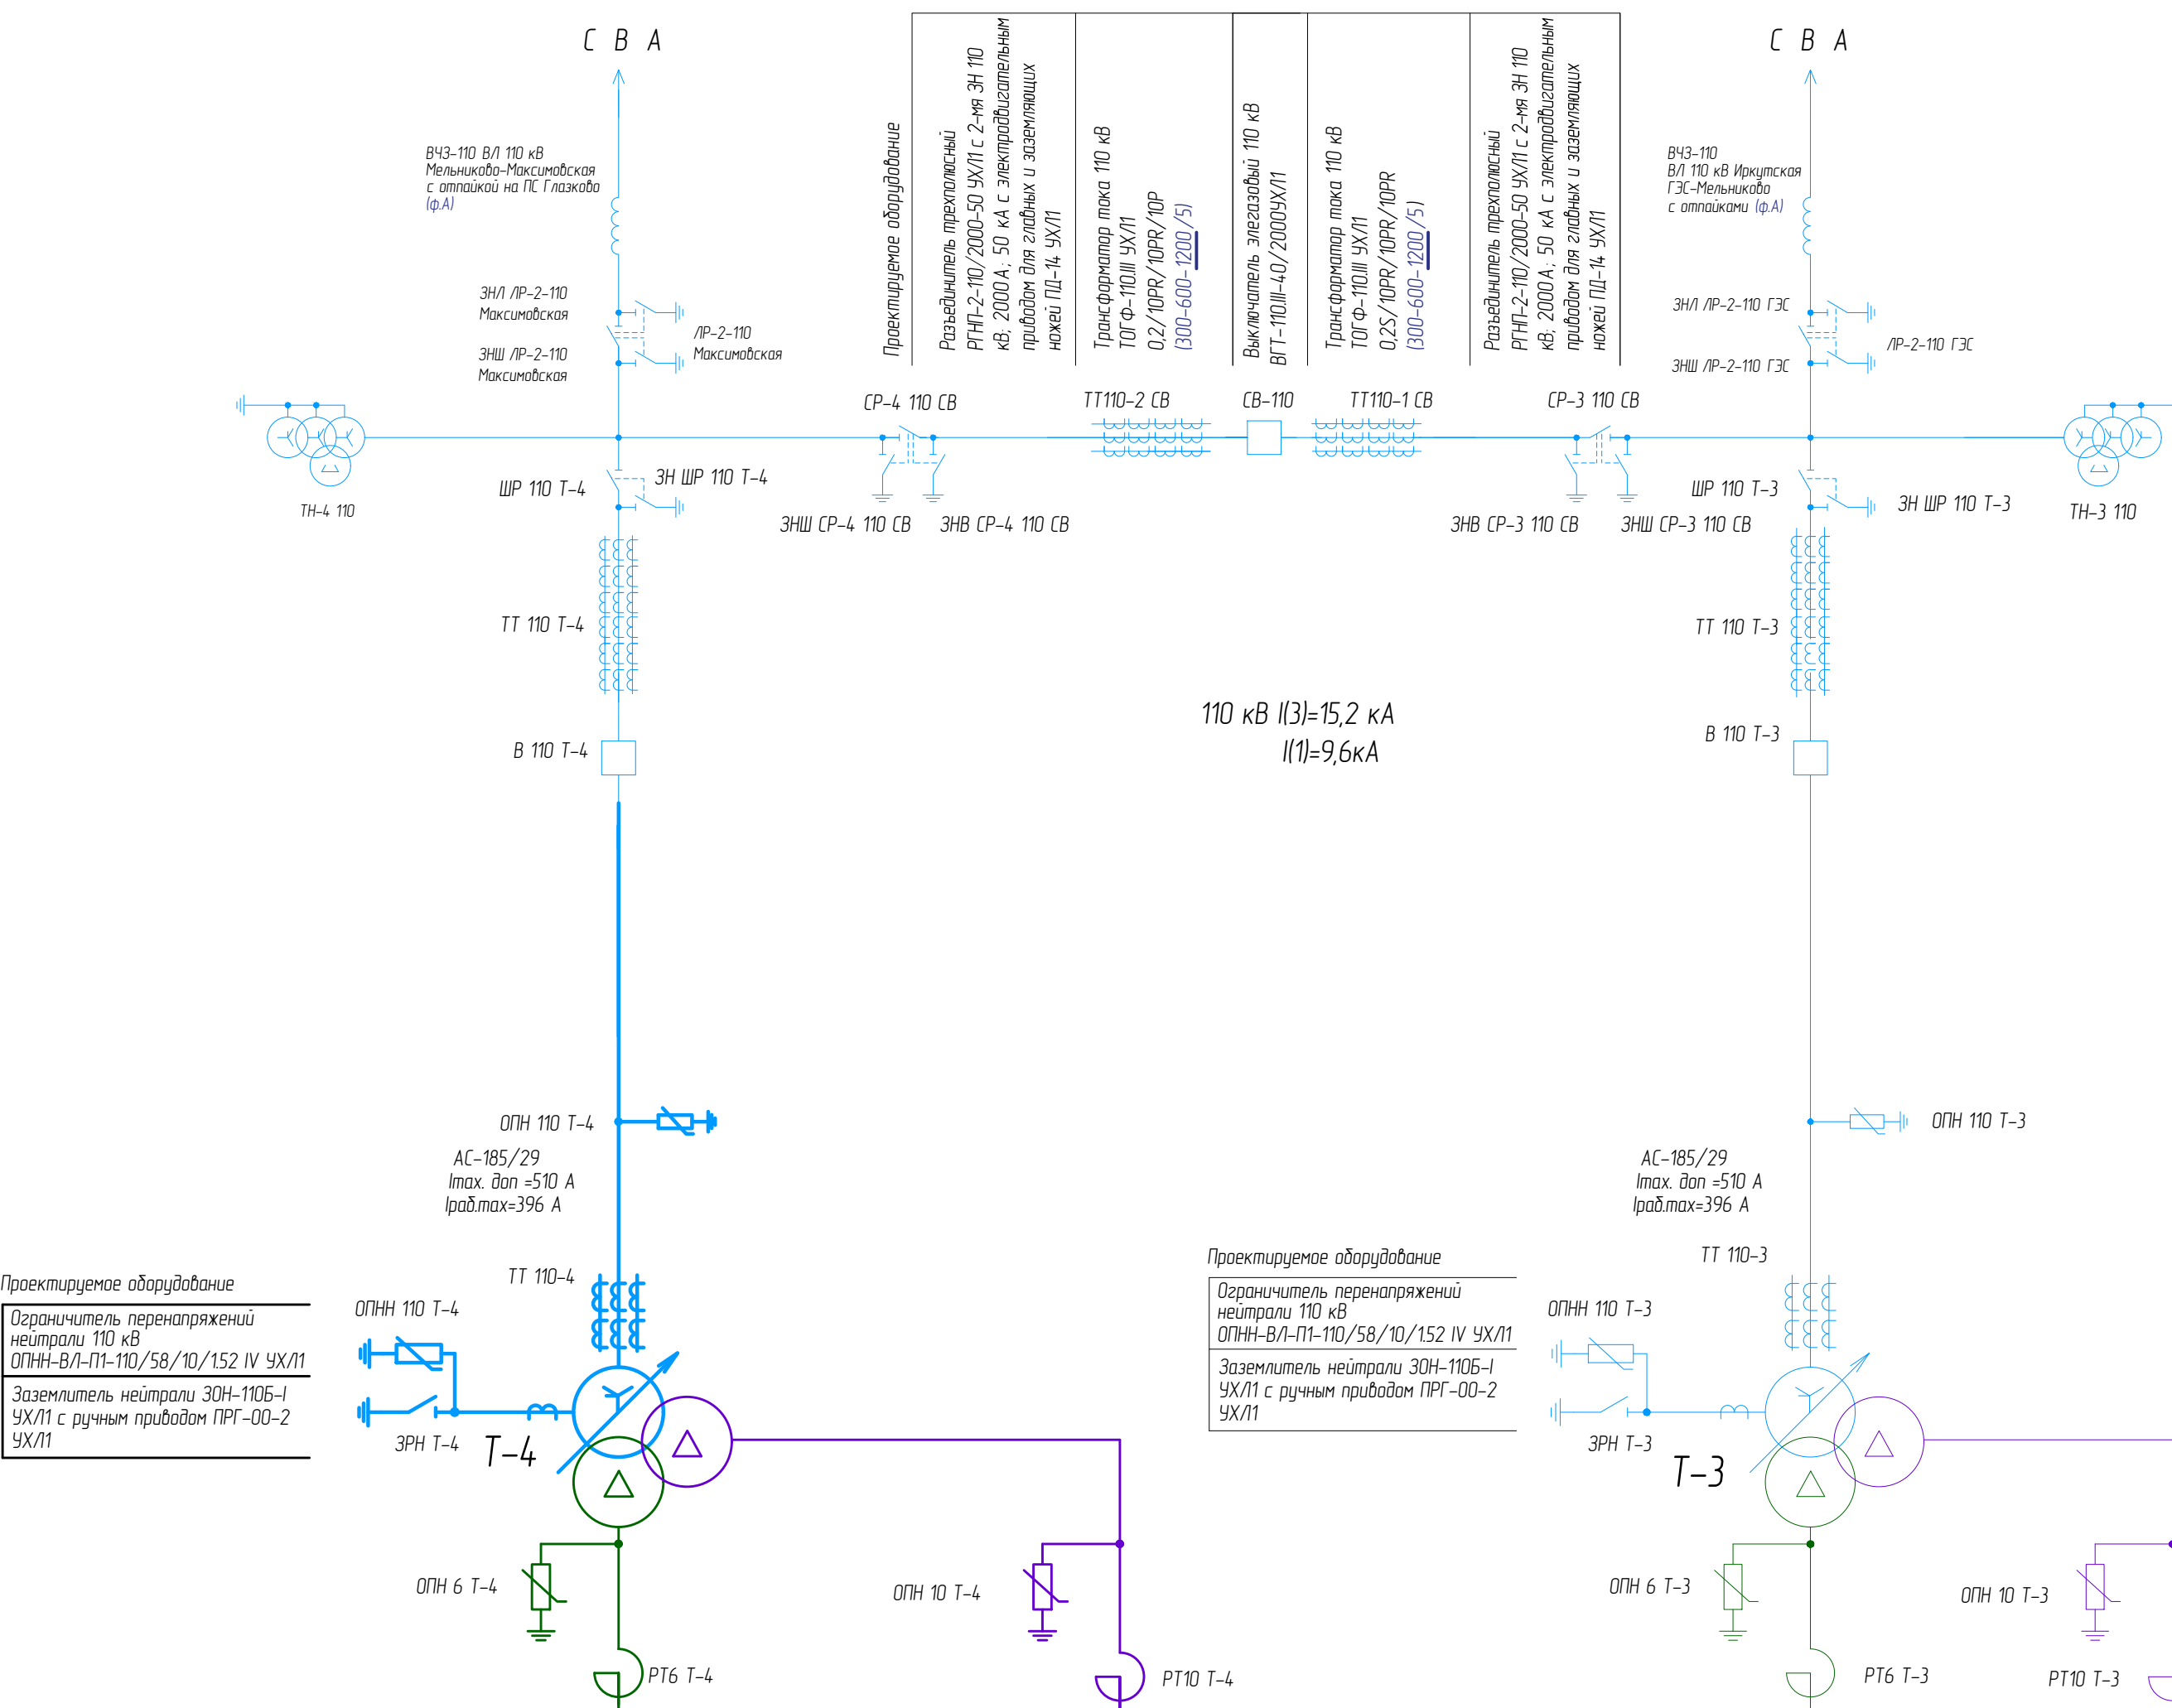 С В А
С В А
Проектируемое оборудование
Разъединитель трехполюсный
РГНП-2-110/2000-50 УХЛ1 с 2-мя ЗН 110
кВ; 2000 А; 50 кА с электродвигательным
приводом для главных и заземляющих
ножей ПД-14 УХЛ1
Трансформатор тока 110 кВ
ТОГФ-110.III УХЛ1
0,2/10PR/10PR/10P
(300-600-1200/5)
Выключатель элегазовый 110 кВ
ВГТ-110.III-40/2000УХЛ1
Трансформатор тока 110 кВ
ТОГФ-110.III УХЛ1
0,2S/10PR/10PR/10PR
(300-600-1200/5)
Разъединитель трехполюсный
РГНП-2-110/2000-50 УХЛ1 с 2-мя ЗН 110
кВ; 2000 А; 50 кА с электродвигательным
приводом для главных и заземляющих
ножей ПД-14 УХЛ1
ВЧЗ-110 ВЛ 110 кВ
Мельниково-Максимовская
с отпайкой на ПС Глазково
(ф.А)
ВЧЗ-110
ВЛ 110 кВ Иркутская
ГЭС-Мельниково
с отпайками (ф.А)
ЗНЛ ЛР-2-110
Максимовская
ЛР-2-110
Максимовская
ЗНШ ЛР-2-110
Максимовская
ЗНЛ ЛР-2-110 ГЭС
ЛР-2-110 ГЭС
ЗНШ ЛР-2-110 ГЭС
СР-4 110 СВ
ТТ110-2 СВ
СВ-110
ТТ110-1 СВ
СР-3 110 СВ
ТН-4 110
ШР 110 Т-4
ЗН ШР 110 Т-4
ЗНШ СР-4 110 СВ
ЗНВ СР-4 110 СВ
ЗНВ СР-3 110 СВ
ЗНШ СР-3 110 СВ
ШР 110 Т-3
ЗН ШР 110 Т-3
ТН-3 110
ТТ 110 Т-4
ТТ 110 Т-3
110 кВ I(3)=15,2 кА
I(1)=9,6кА
В 110 Т-4
В 110 Т-3
ОПН 110 Т-4
ОПН 110 Т-3
АС-185/29
Imax. доп =510 А
Iраб.max=396 А
АС-185/29
Imax. доп =510 А
Iраб.max=396 А
ТТ 110-4
ТТ 110-3
Проектируемое оборудование
Ограничитель перенапряжений
нейтрали 110 кВ
ОПНН-ВЛ-П1-110/58/10/1.52 IV УХЛ1
Заземлитель нейтрали ЗОН-110Б-I
УХЛ1 с ручным приводом ПРГ-00-2
УХЛ1
ОПНН 110 Т-4
ЗРН Т-4
Т-4
Проектируемое оборудование
Ограничитель перенапряжений
нейтрали 110 кВ
ОПНН-ВЛ-П1-110/58/10/1.52 IV УХЛ1
Заземлитель нейтрали ЗОН-110Б-I
УХЛ1 с ручным приводом ПРГ-00-2
УХЛ1
ОПНН 110 Т-3
ЗРН Т-3
Т-3
ОПН 6 Т-4
ОПН 10 Т-4
ОПН 6 Т-3
ОПН 10 Т-3
РТ6 Т-4
РТ10 Т-4
РТ6 Т-3
РТ10 Т-3